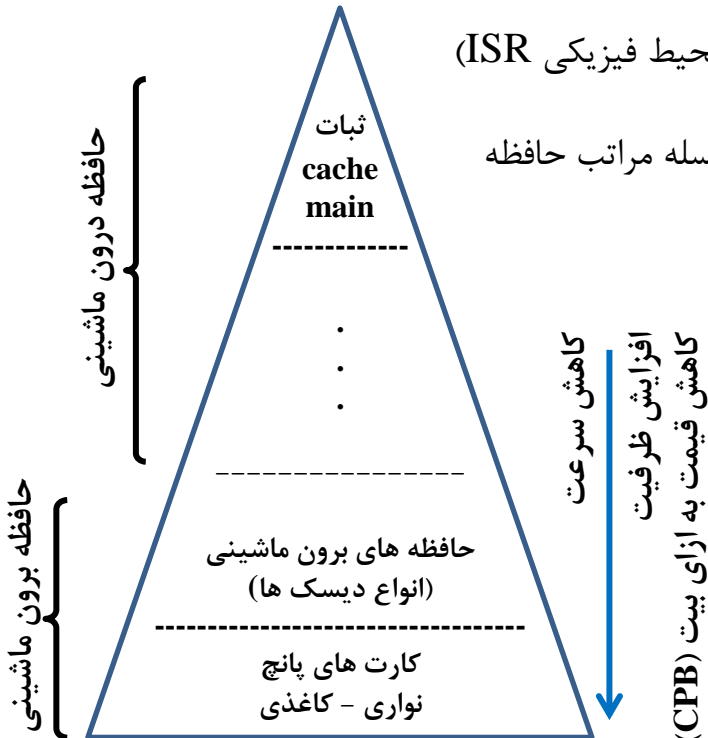 حیط فیزیکی ISR)
سله مراتب حافظه
ثبات
cache
main
.
.
.
حافظه های برون ماشینی
(انواع دیسک ها)
کارت های پانچ
نواری - کاغذی
حافظه درون ماشینی
حافظه برون ماشینی
کاهش سرعت
افزایش ظرفیت
کاهش قیمت به ازای بیت (CPB)